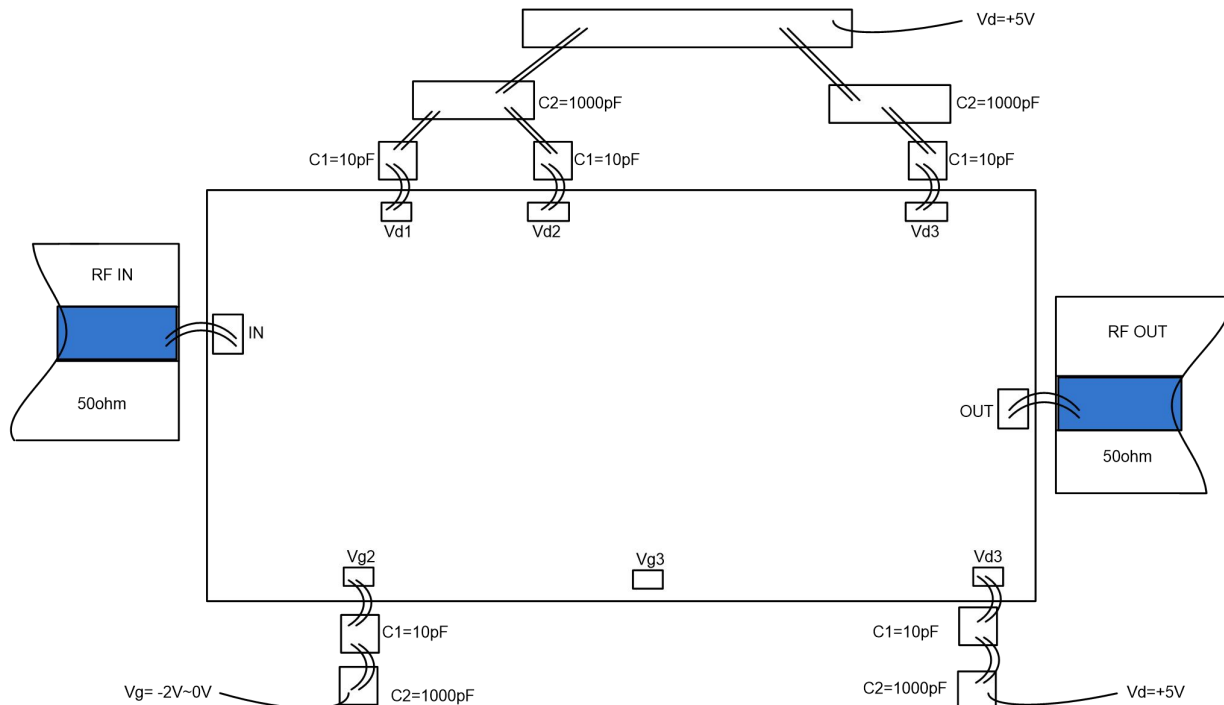 Vd=+5V
C2=1000pF
C2=1000pF
C1=10pF
C1=10pF
C1=10pF
Vd1
Vd2
Vd3
RF IN
IN
50ohm
RF OUT
OUT
50ohm
Vg2
Vg3
Vd3
C1=10pF
C1=10pF
Vg= -2V~0V
C2=1000pF
C2=1000pF
Vd=+5V